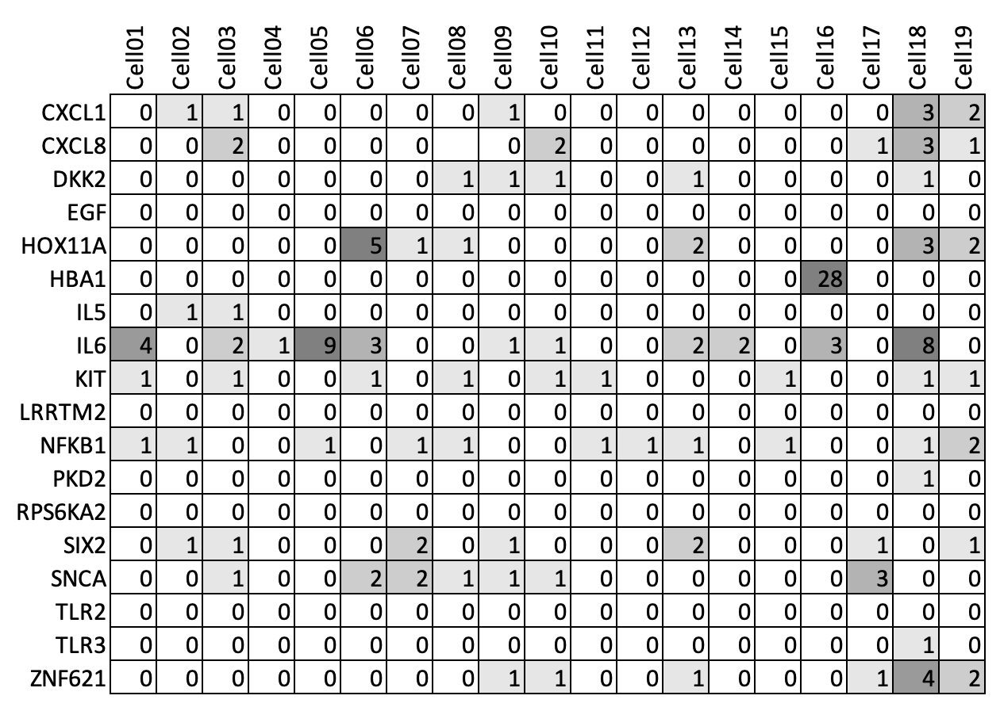 Cell01 Cell02 Cell03 Cell04 Cell05 Cell06 Cell07 Cell08 Cell09 Cell10 Cell11 Cell12 Cell13 Cell14 Cell15 Cell16 Cell17 Cell18 Cell19
CXCL1 0 1 1 0 0 0 0 0 1 0 0 0 0 0 0 0 0 3 2
CXCL8 0 0 2 0 0 0 0 0 2 0 0 0 0 0 0 1 3 1
DKK2 0 0 0 0 0 0 0 1 1 1 0 0 1 0 0 0 0 1 0
EGF 0 0 0 0 0 0 0 0 0 0 0 0 0 0 0 0 0 0 0
HOX11A 0 0 0 0 0 5 1 1 0 0 0 0 2 0 0 0 0 3 2
HBA1 0 0 0 0 0 0 0 0 0 0 0 0 0 0 0 28 0 0 0
IL5 0 1 1 0 0 0 0 0 0 0 0 0 0 0 0 0 0 0 0
IL6 4 0 2 1 9 3 0 0 1 1 0 0 2 2 0 3 0 8 0
KIT 1 0 1 0 0 1 0 1 0 1 1 0 0 0 1 0 0 1 1
LRRTM2 0 0 0 0 0 0 0 0 0 0 0 0 0 0 0 0 0 0 0
NFKB1 1 1 0 0 1 0 1 1 0 0 1 1 1 0 1 0 0 1 2
PKD2 0 0 0 0 0 0 0 0 0 0 0 0 0 0 0 0 0 1 0
RPS6KA2 0 0 0 0 0 0 0 0 0 0 0 0 0 0 0 0 0 0 0
SIX2 0 1 1 0 0 0 2 0 1 0 0 0 2 0 0 0 1 0 1
SNCA 0 0 1 0 0 2 2 1 1 1 0 0 0 0 0 0 3 0 0
TLR2 0 0 0 0 0 0 0 0 0 0 0 0 0 0 0 0 0 0 0
TLR3 0 0 0 0 0 0 0 0 0 0 0 0 0 0 0 0 0 1 0
ZNF621 0 0 0 0 0 0 0 0 1 1 0 0 1 0 0 0 1 4 2